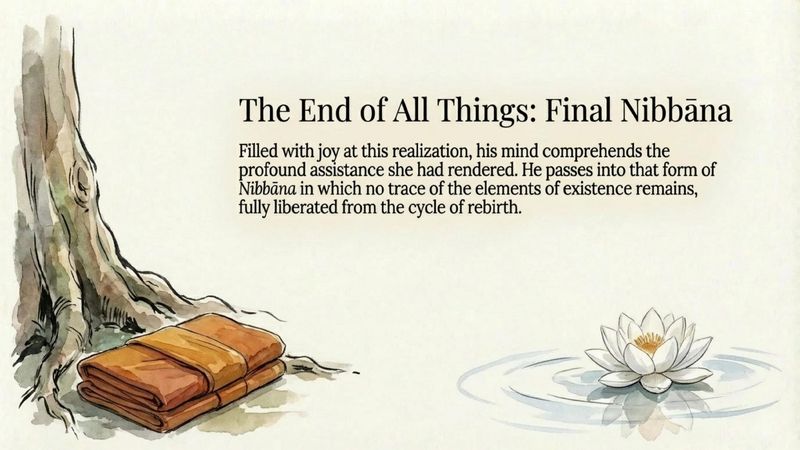 The End of All Things: Final Nibbāna
Filled with joy at this realization, his mind comprehends the
profound assistance she had rendered. He passes into that form of
Nibbāna in which no trace of the elements of existence remains,
fully liberated from the cycle of rebirth.